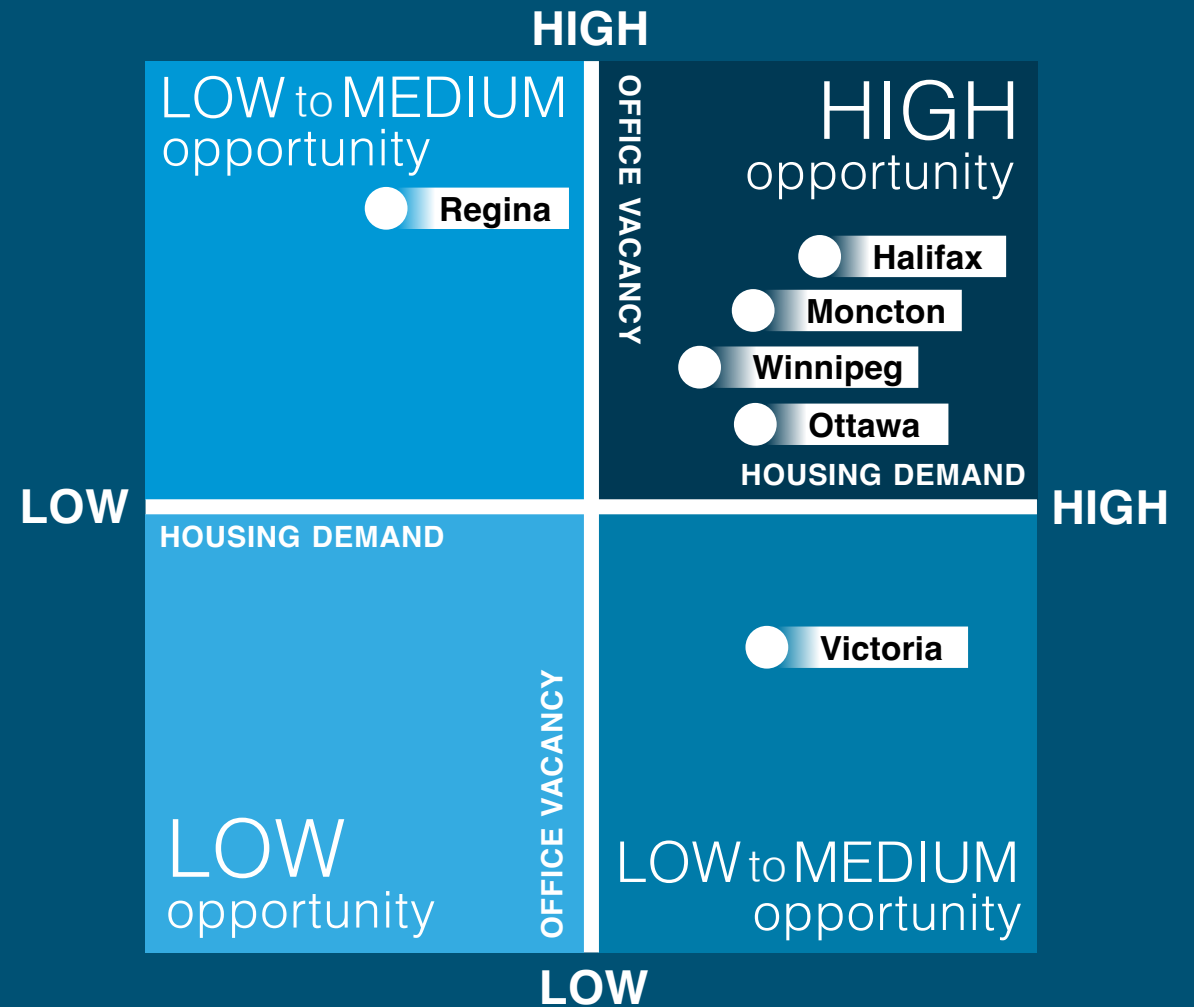 HIGH
LOW to MEDIUM
opportunity
Regina
OFFICE VACANCY
HIGH
opportunity
Halifax
Moncton
Winnipeg
Ottawa
HOUSING DEMAND
LOW
HIGH
HOUSING DEMAND
LOW
opportunity
OFFICE VACANCY
Victoria
LOW to MEDIUM
opportunity
LOW